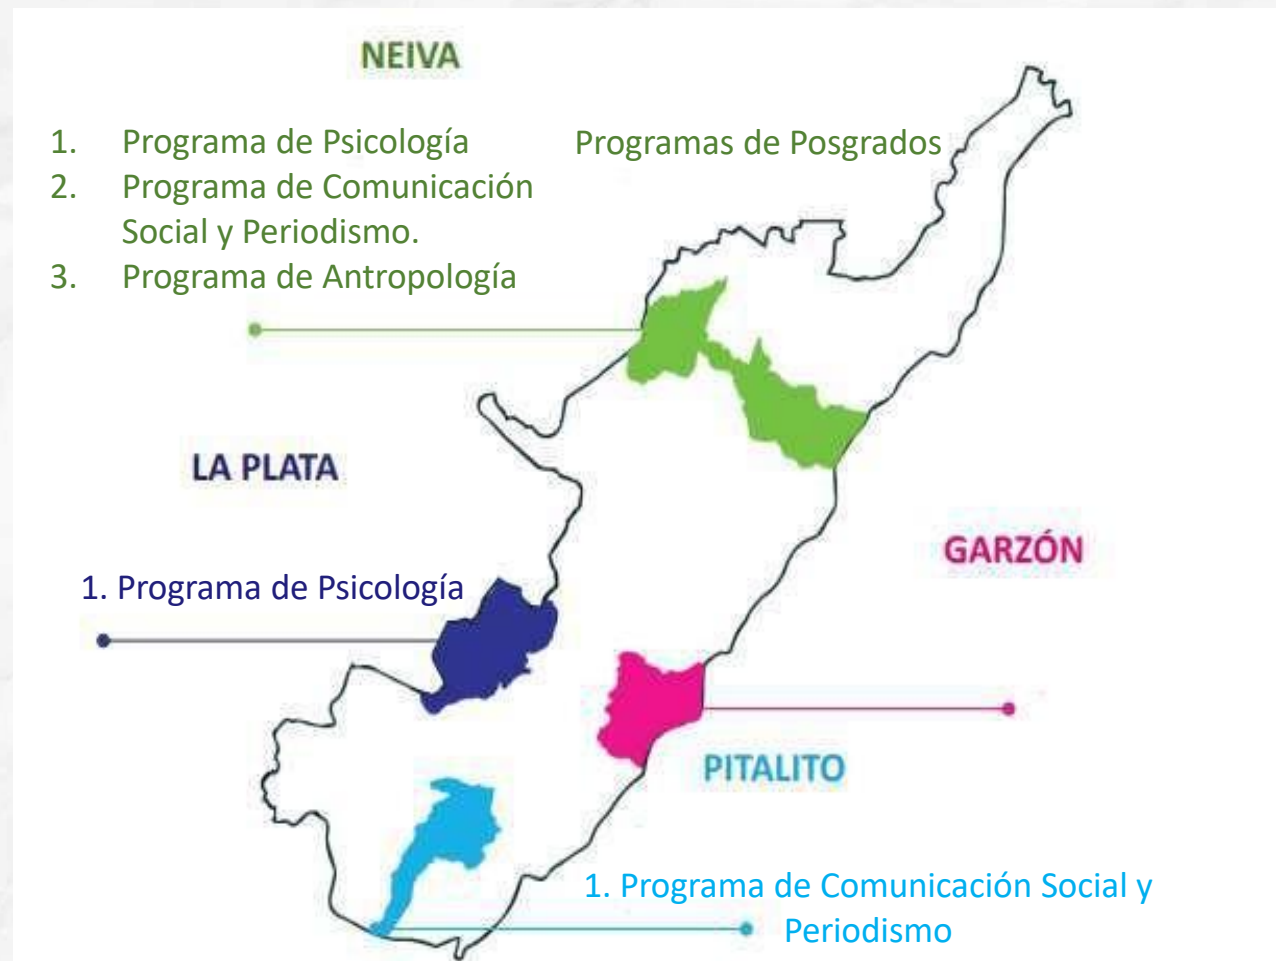 NEIVA
1. Programa de Psicología
2. Programa de Comunicación
Social y Periodismo.
3. Programa de Antropología
Programas de Posgrados
LA PLATA
1. Programa de Psicología
GARZÓN
PITALITO
1. Programa de Comunicación Social y
Periodismo